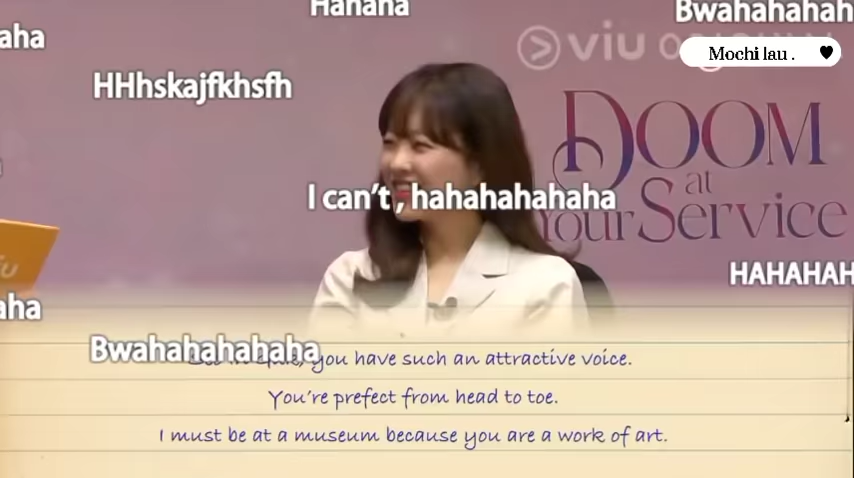 Hahaha
Bwahahahah
aha
viu
Mochi lau . ♥
HHhskajfkhsfh
DOOM
at
Your Service
I can't , hahahahahaha
HAHAHAH
aha
Bwahahahahaha
you have such an attractive voice.
You're prefect from head to toe.
I must be at a museum because you are a work of art.